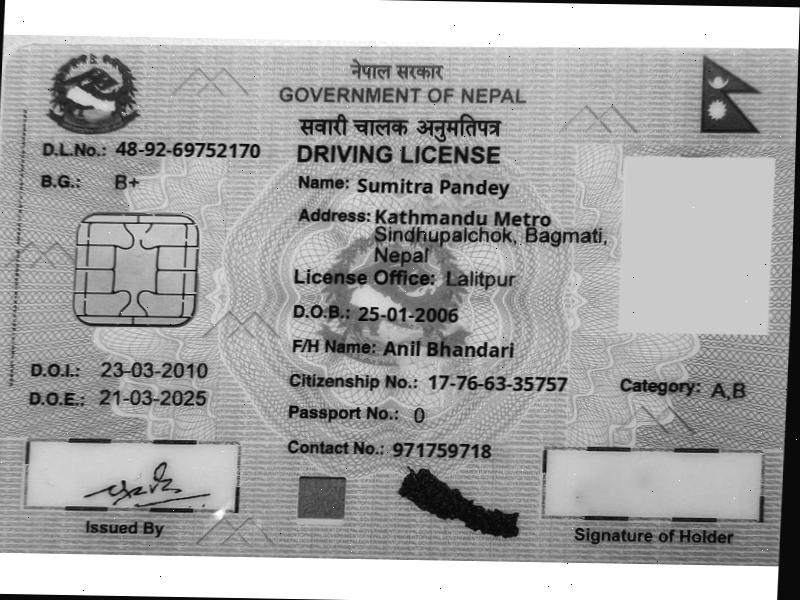 नेपाल सरकार
GOVERNMENT OF NEPAL
सवारी चालक अनुमतिपत्र
DRIVING LICENSE
D.L.No.: 48-92-69752170
B.G.: B+
Name: Sumitra Pandey
Address: Kathmandu Metro
Sindhupalchok, Bagmati,
Nepal
License Office: Lalitpur
D.O.B.: 25-01-2006
F/H Name: Anil Bhandari
D.O.I.: 23-03-2010
Citizenship No.: 17-76-63-35757
Category: A,B
D.O.E.: 21-03-2025
Passport No.: 0
Contact No.: 971759718
Issued By
Signature of Holder